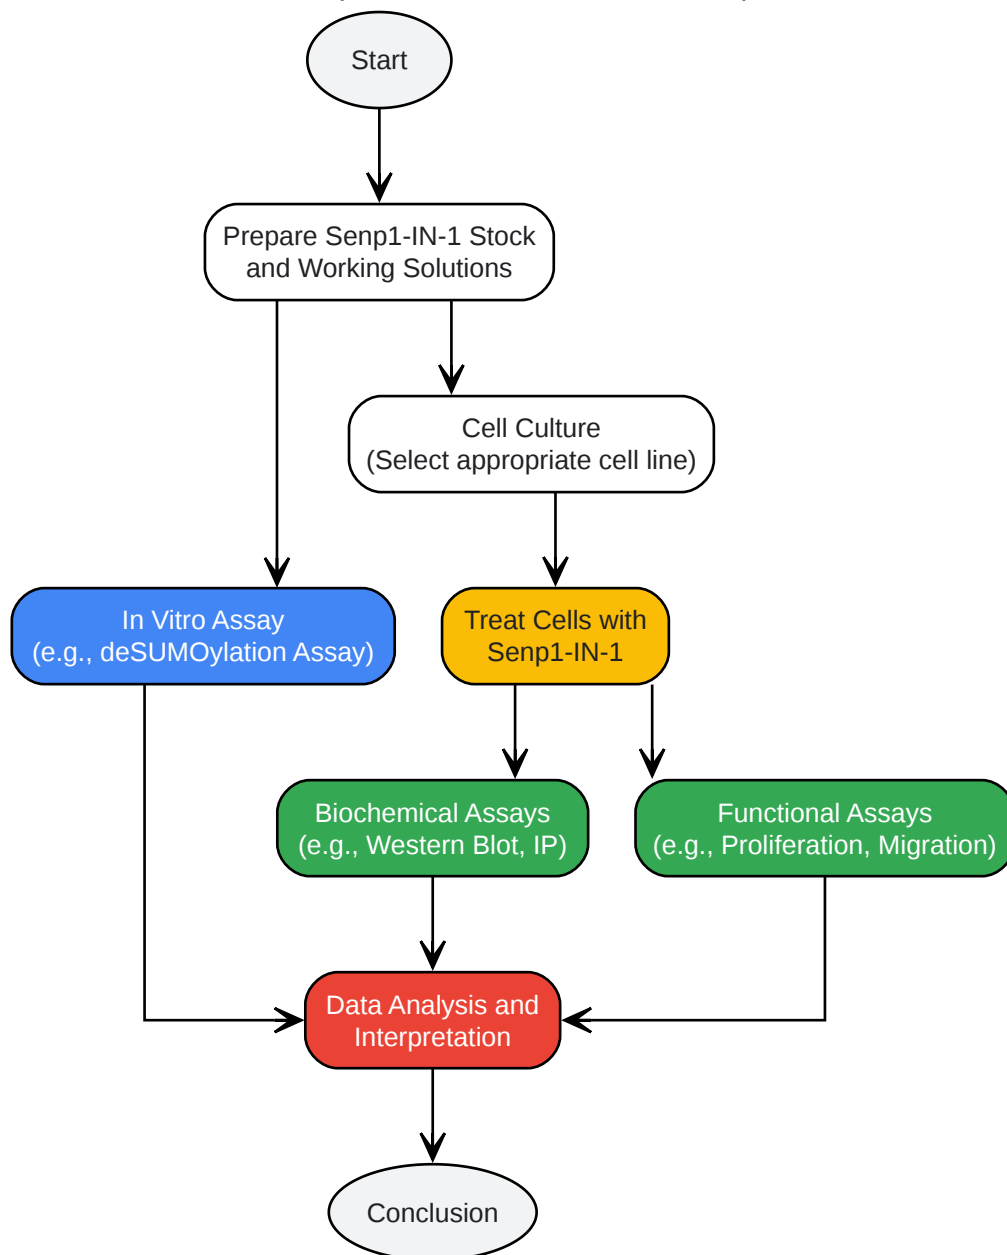 Start
Prepare Senp1-IN-1 Stock
and Working Solutions
Cell Culture
(Select appropriate cell line)
In Vitro Assay
(e.g., deSUMOylation Assay)
Treat Cells with
Senp1-IN-1
Biochemical Assays
(e.g., Western Blot, IP)
Functional Assays
(e.g., Proliferation, Migration)
Data Analysis and
Interpretation
Conclusion